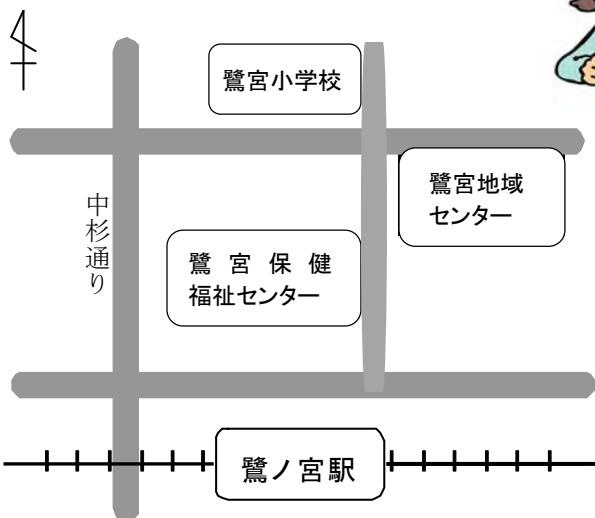 鷺宮小学校
鷺宮地域
センター
中杉通り
鷺宮保健
福祉センター
鷺ノ宮駅